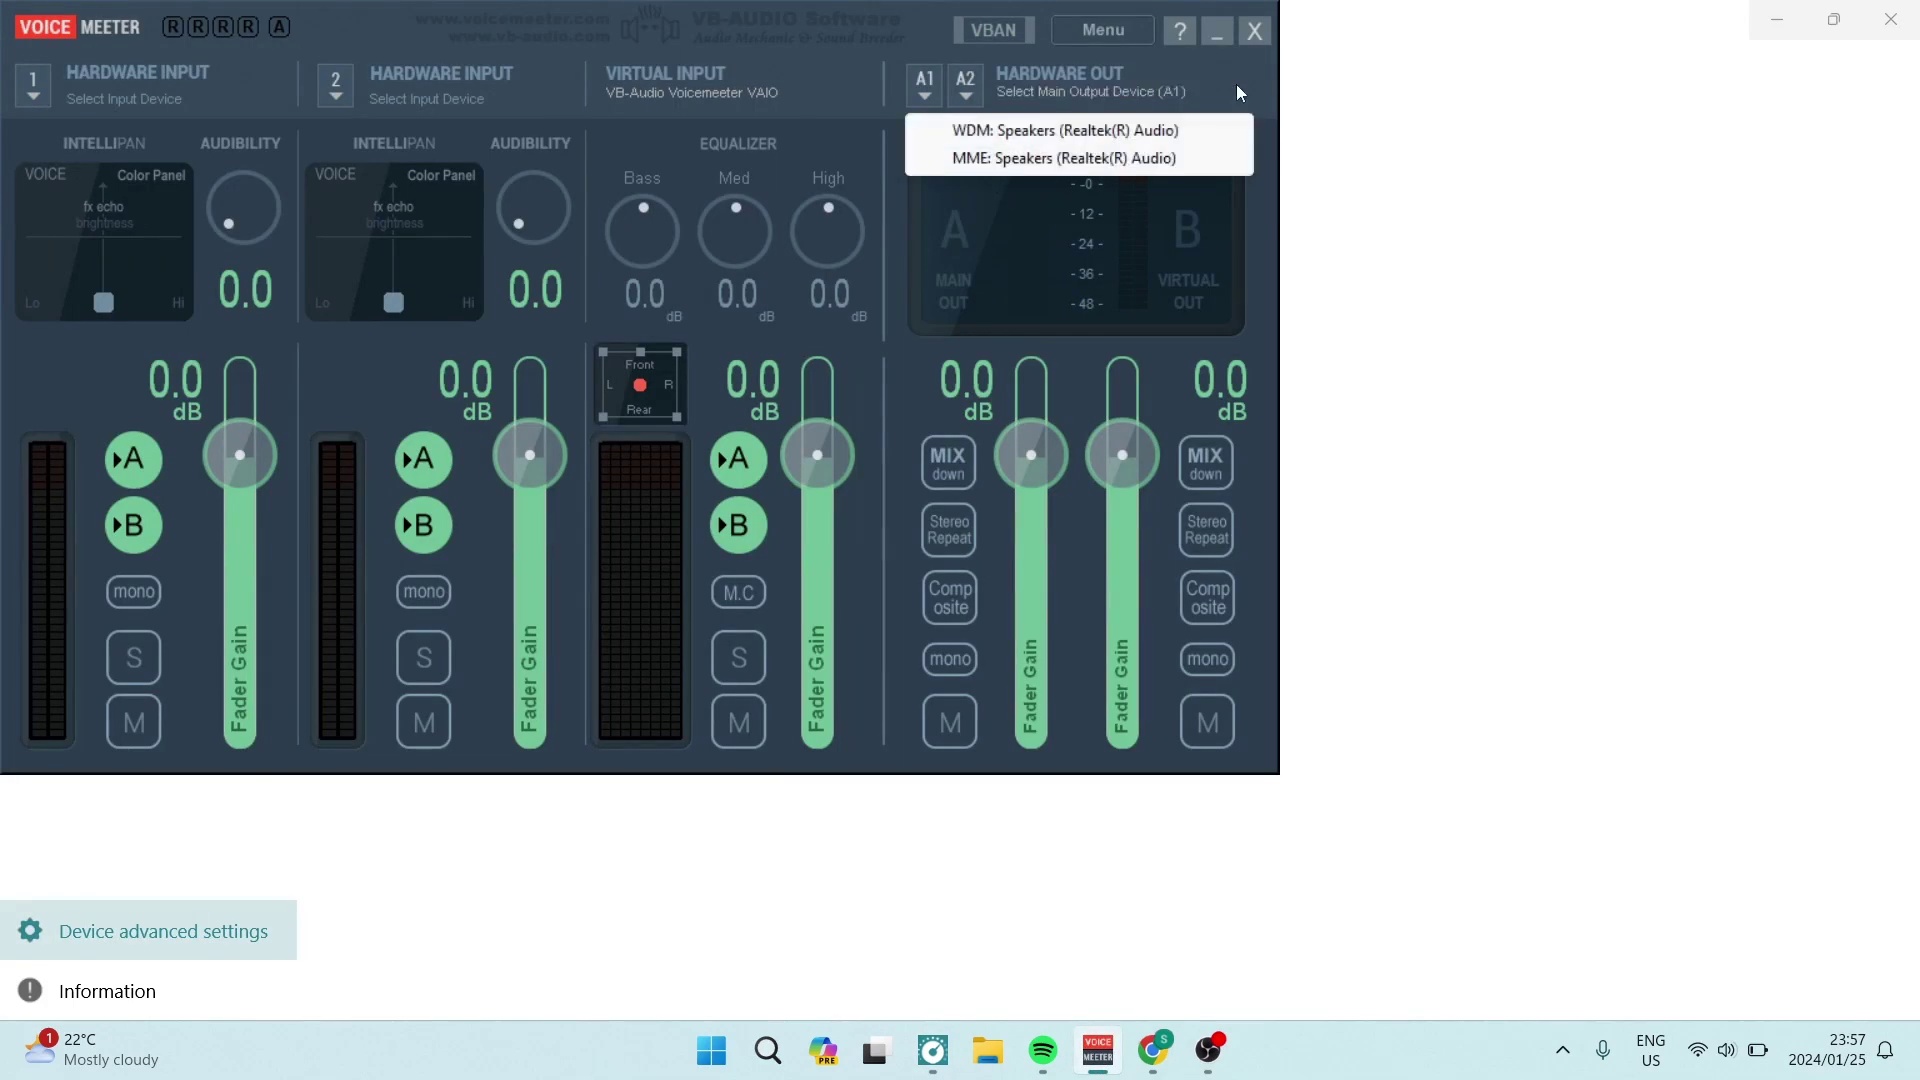 VOICE MEETER R R R R A
www.voicemeeter.com
www.vb-audio.com
VB-AUDIO Software
Audio Mechanic & Sound Breeder
VBAN
Menu
?
_
X
1
HARDWARE INPUT
Select Input Device
2
HARDWARE INPUT
Select Input Device
VIRTUAL INPUT
VB-Audio Voicemeeter VAIO
A1
A2
HARDWARE OUT
Select Main Output Device (A1)
WDM: Speakers (Realtek(R) Audio)
MME: Speakers (Realtek(R) Audio)
INTELLIPAN
AUDIBILITY
VOICE
Color Panel
fx echo
brightness
Lo
Hi
0.0
INTELLIPAN
AUDIBILITY
VOICE
Color Panel
fx echo
brightness
Lo
Hi
0.0
EQUALIZER
Bass
Med
High
0.0
dB
0.0
dB
0.0
dB
A
MAIN
OUT
-0-
-12-
-24-
-36-
-48-
B
VIRTUAL
OUT
0.0
dB
A
B
mono
S
M
Fader Gain
0.0
dB
A
B
mono
S
M
Fader Gain
Front
L
R
Rear
0.0
dB
A
B
M.C
S
M
Fader Gain
0.0
dB
MIX
down
Stereo
Repeat
Comp
osite
mono
M
Fader Gain
Fader Gain
0.0
dB
MIX
down
Stereo
Repeat
Comp
osite
mono
M
Device advanced settings
Information
1
22°C
Mostly cloudy
PRE
VOICE
MEETER
S
ENG
US
23:57
2024/01/25